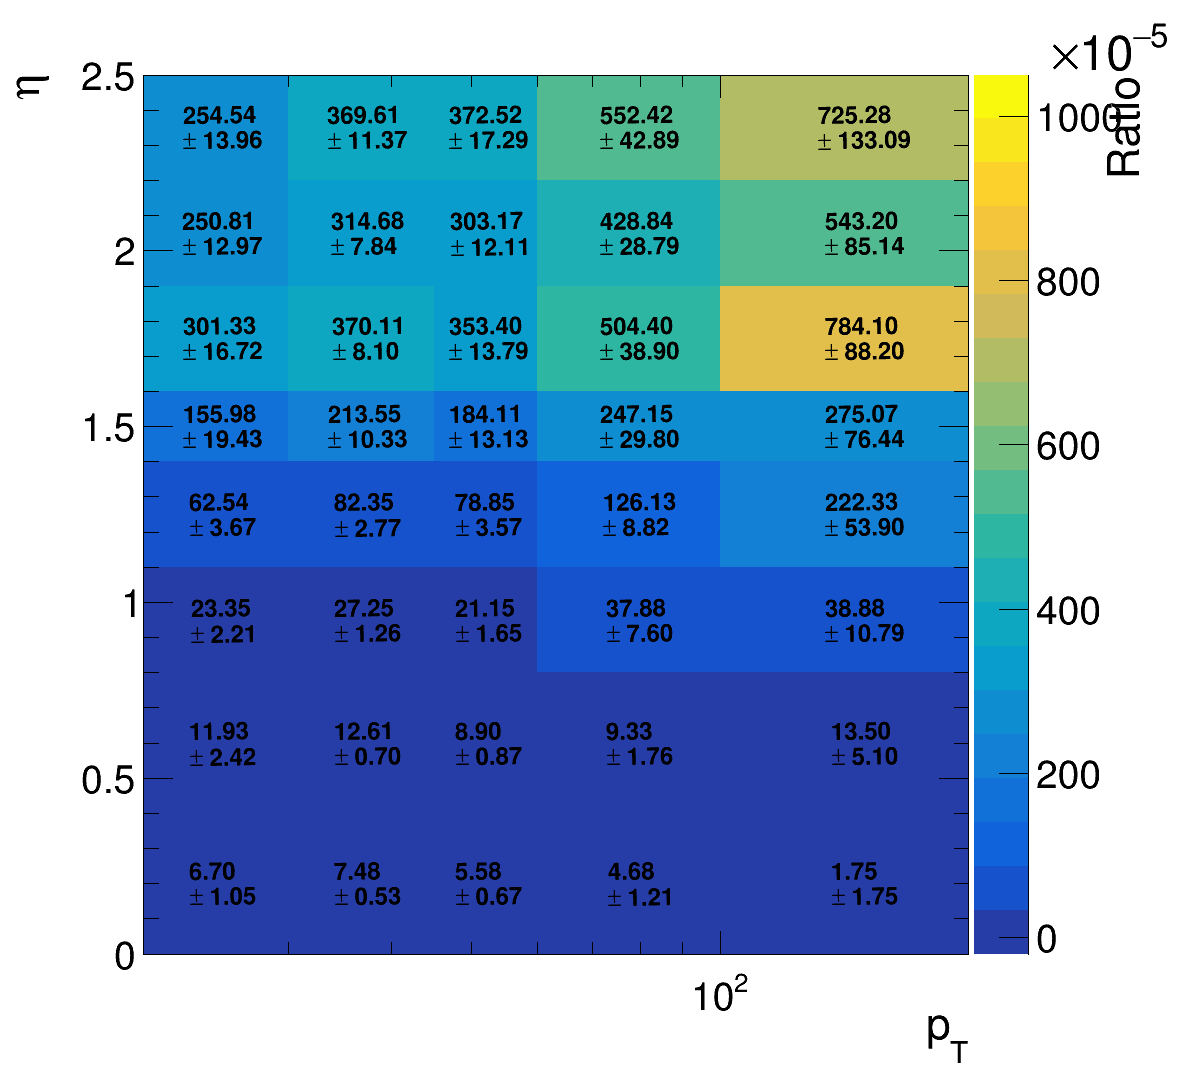 ×10⁻⁵
η
Ratio
2.5
254.54 369.61 372.52 552.42 725.28
± 13.96 ± 11.37 ± 17.29 ± 42.89 ± 133.09
1000
250.81 314.68 303.17 428.84 543.20
± 12.97 ± 7.84 ± 12.11 ± 28.79 ± 85.14
2
800
301.33 370.11 353.40 504.40 784.10
± 16.72 ± 8.10 ± 13.79 ± 38.90 ± 88.20
155.98 213.55 184.11 247.15 275.07
± 19.43 ± 10.33 ± 13.13 ± 29.80 ± 76.44
1.5
600
62.54 82.35 78.85 126.13 222.33
± 3.67 ± 2.77 ± 3.57 ± 8.82 ± 53.90
1
400
23.35 27.25 21.15 37.88 38.88
± 2.21 ± 1.26 ± 1.65 ± 7.60 ± 10.79
11.93 12.61 8.90 9.33 13.50
± 2.42 ± 0.70 ± 0.87 ± 1.76 ± 5.10
0.5
200
6.70 7.48 5.58 4.68 1.75
± 1.05 ± 0.53 ± 0.67 ± 1.21 ± 1.75
0
0
10²
p_T